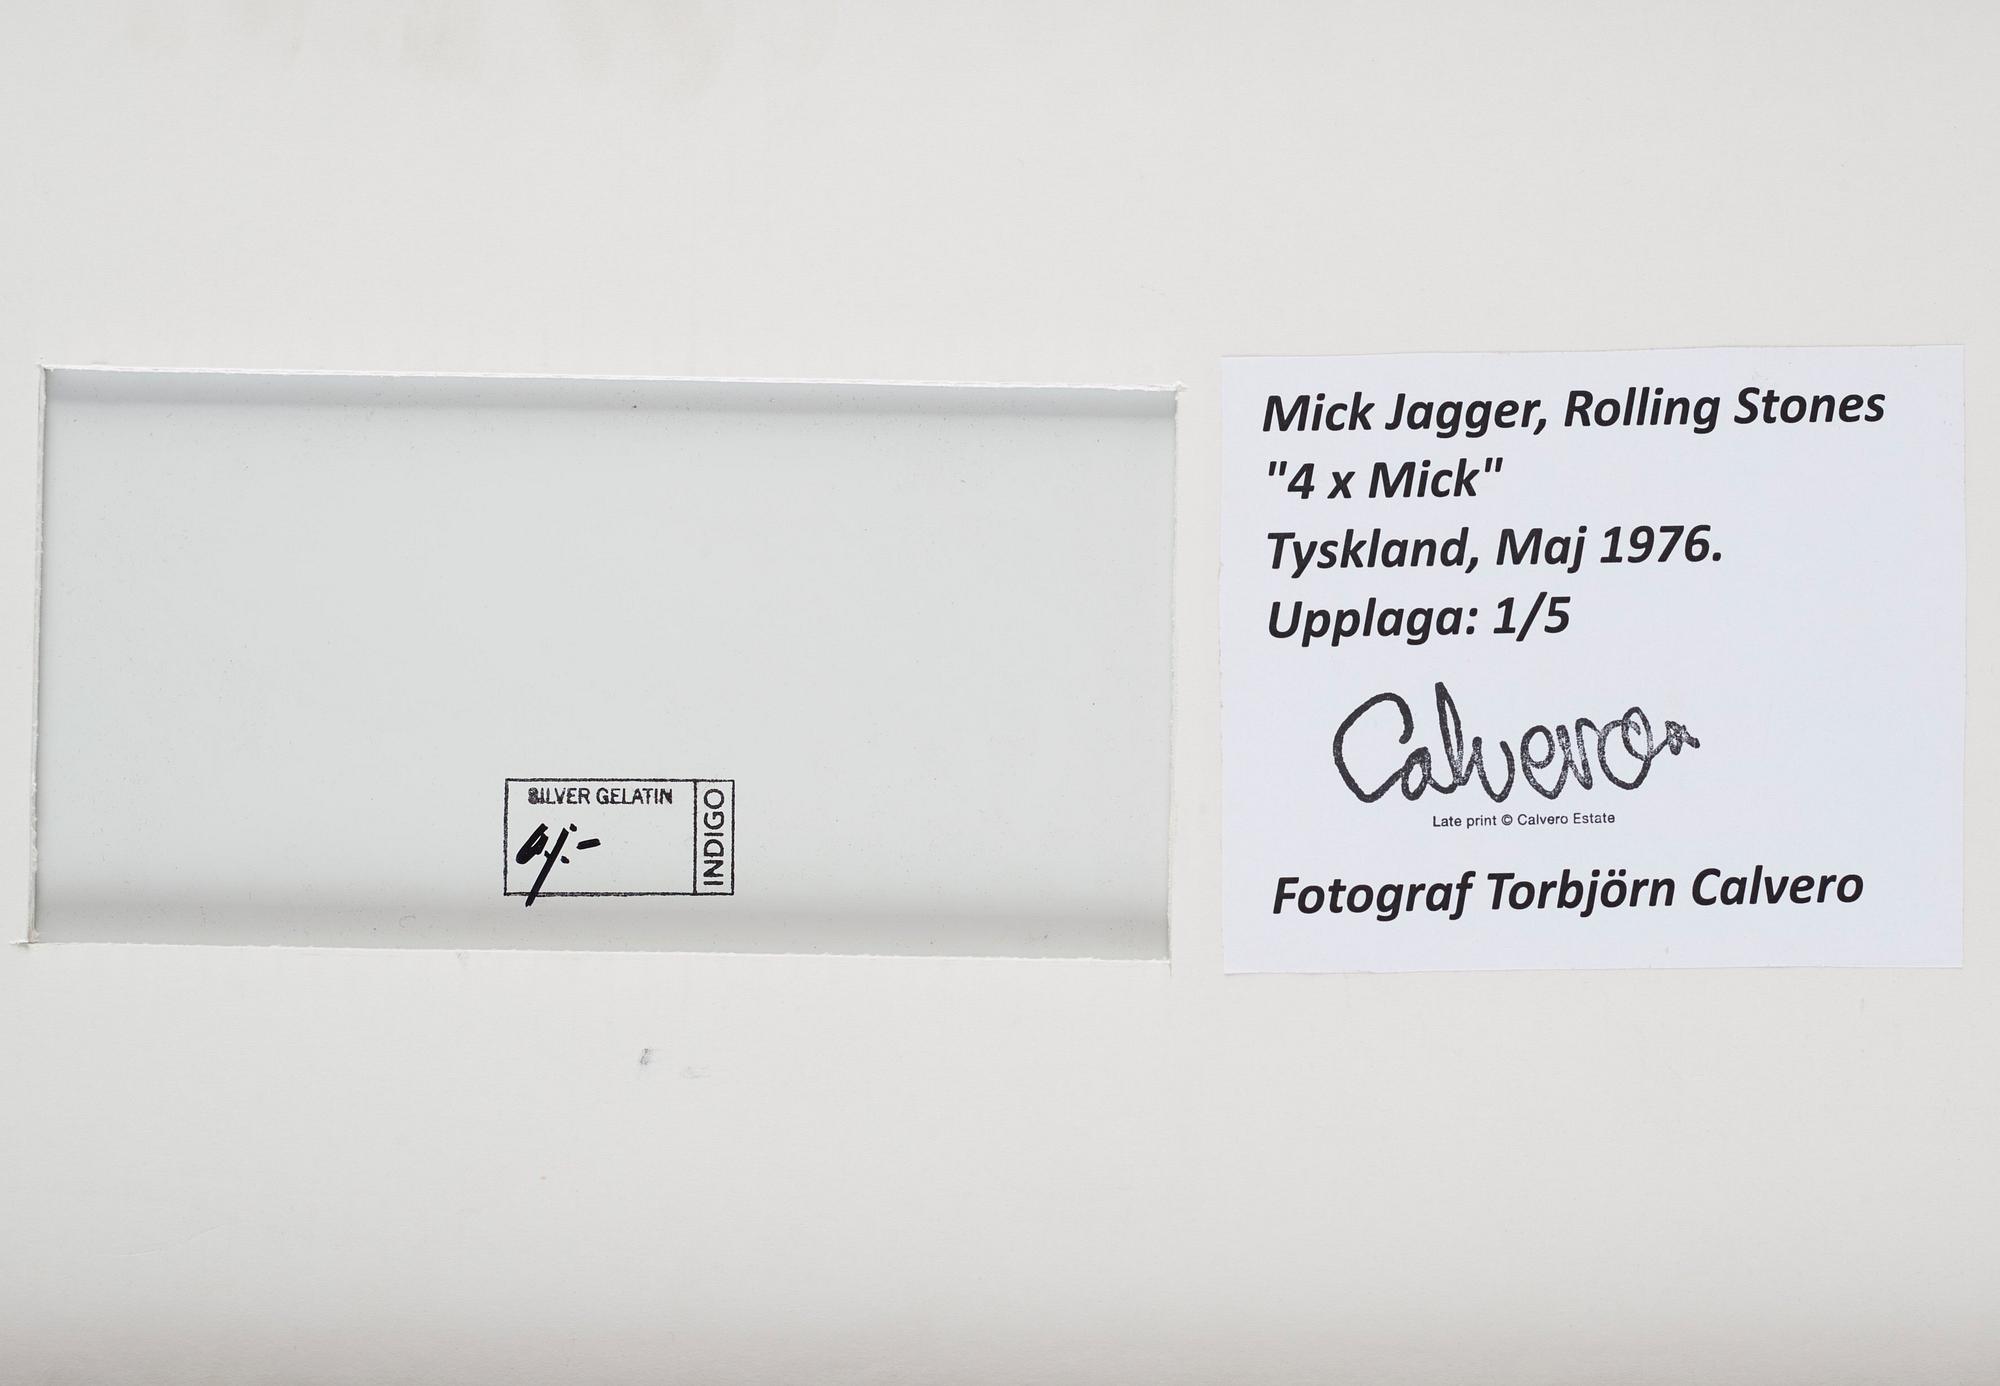 SILVER GELATIN
INDIGO
Mick Jagger, Rolling Stones
"4 x Mick"
Tyskland, Maj 1976.
Upplaga: 1/5
Calvero
Late print © Calvero Estate
Fotograf Torbjörn Calvero